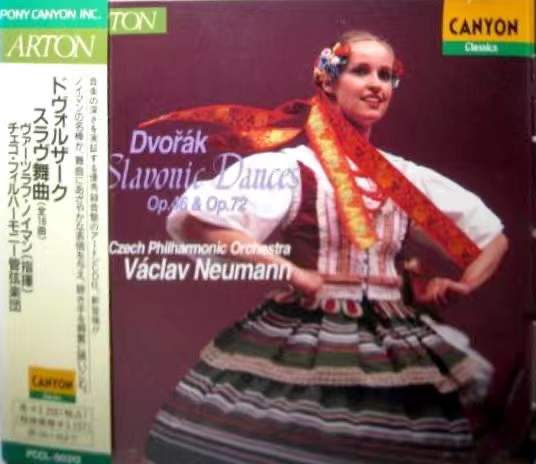 PONY CANYON INC.
ARTON
ドヴォルザーク
スラヴ舞曲(全16曲)
ヴァーツラフ・ノイマン(指揮)
チェコ・フィルハーモニー管弦楽団
CANYON
Classics
PCCL-50313
TON
CANYON
Classics
Dvořák
Slavonic Dances
Op.46 & Op.72
Czech Philharmonic Orchestra
Václav Neumann